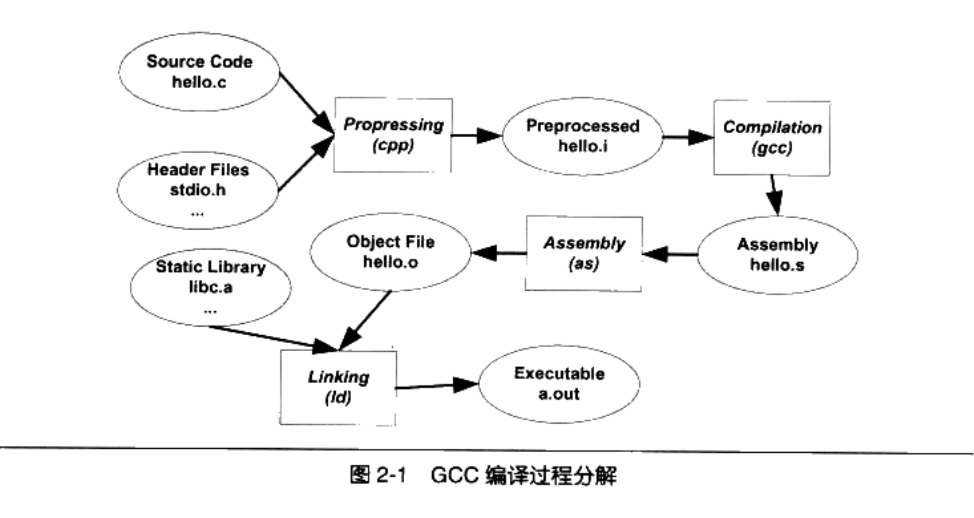 Source Code
hello.c
Header Files
stdio.h
...
Propressing
(cpp)
Preprocessed
hello.i
Compilation
(gcc)
Assembly
hello.s
Assembly
(as)
Object File
hello.o
Static Library
libc.a
...
Linking
(ld)
Executable
a.out
图 2-1 GCC 编译过程分解